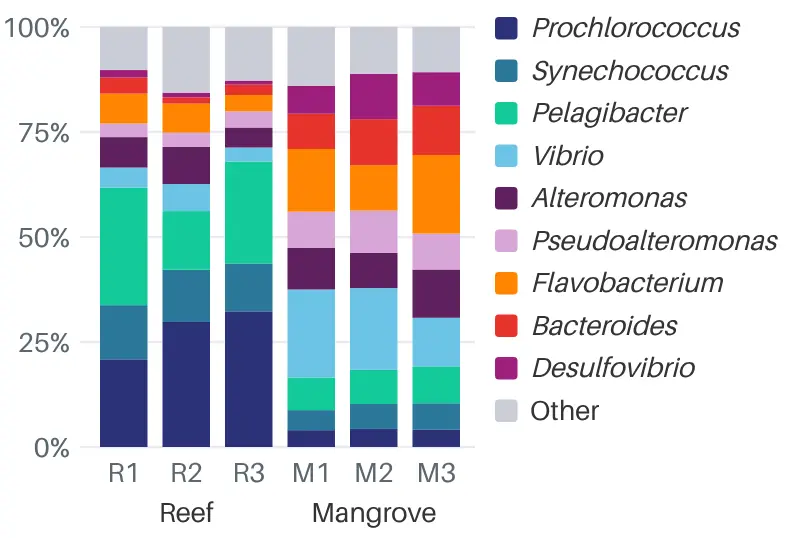 100%
75%
50%
25%
0%
R1 R2 R3 M1 M2 M3
Reef Mangrove
Prochlorococcus
Synechococcus
Pelagibacter
Vibrio
Alteromonas
Pseudoalteromonas
Flavobacterium
Bacteroides
Desulfovibrio
Other